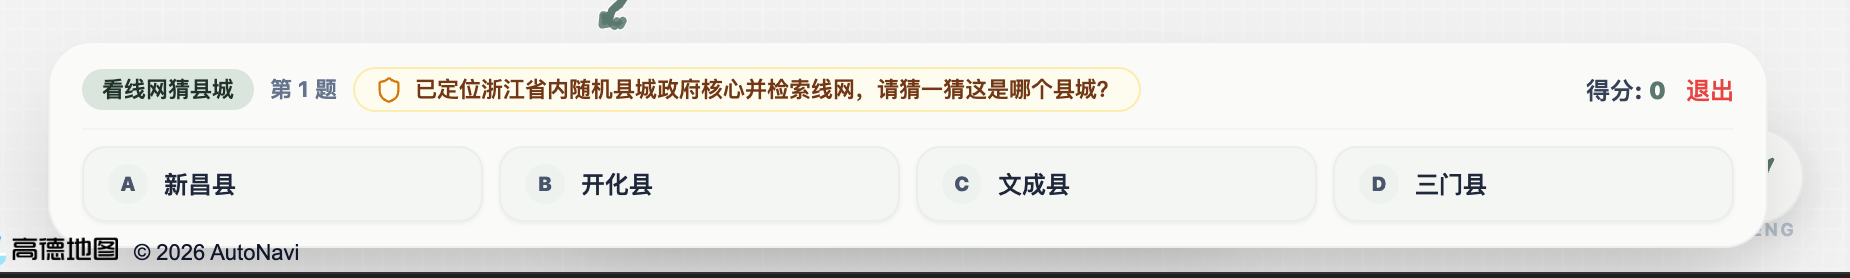 看线网猜县城 第 1 题 已定位浙江省内随机县城政府核心并检索线网，请猜一猜这是哪个县城？ 得分: 0 退出
A 新昌县 B 开化县 C 文成县 D 三门县
ENG
高德地图 © 2026 AutoNavi